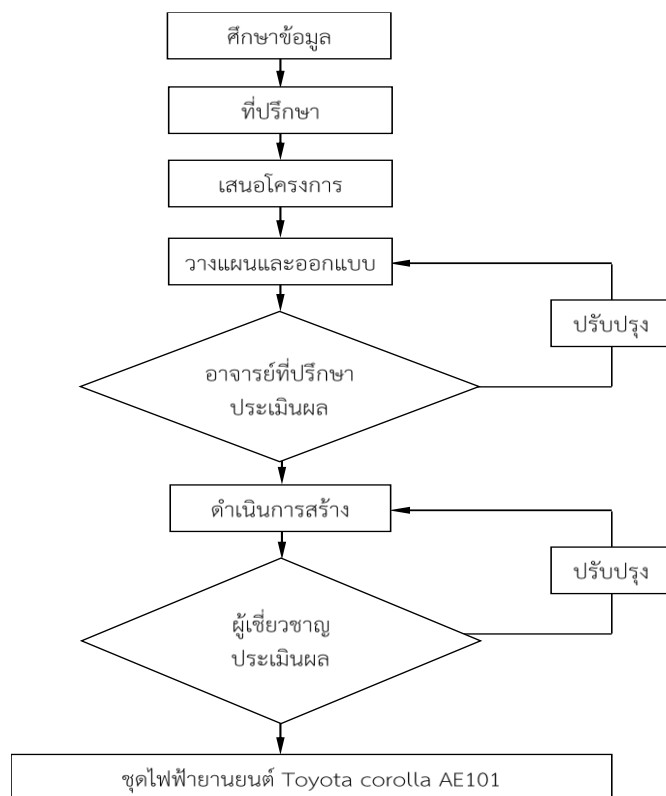 ศึกษาข้อมูล
ที่ปรึกษา
เสนอโครงการ
วางแผนและออกแบบ
ปรับปรุง
อาจารย์ที่ปรึกษา
ประเมินผล
ดำเนินการสร้าง
ปรับปรุง
ผู้เชี่ยวชาญ
ประเมินผล
ชุดไฟฟ้ายานยนต์ Toyota corolla AE101